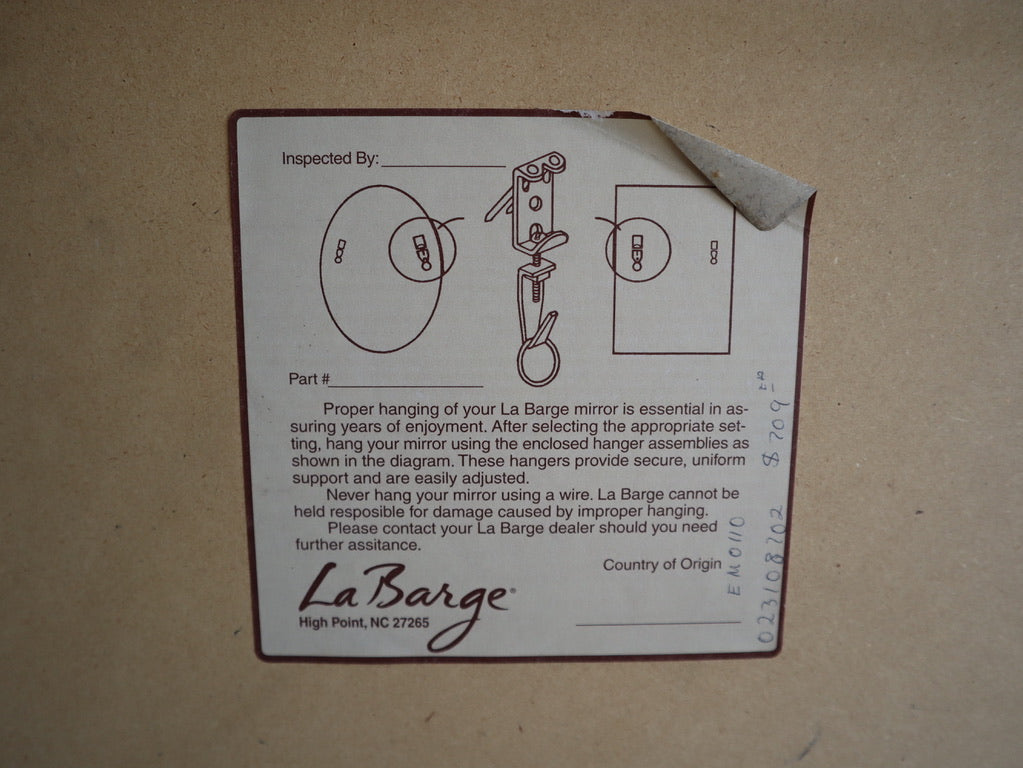 Inspected By:
Part #
Proper hanging of your La Barge mirror is essential in as-
suring years of enjoyment. After selecting the appropriate set-
ting, hang your mirror using the enclosed hanger assemblies as
shown in the diagram. These hangers provide secure, uniform
support and are easily adjusted.
Never hang your mirror using a wire. La Barge cannot be
held resposible for damage caused by improper hanging.
Please contact your La Barge dealer should you need
further assitance.
Country of Origin
La Barge®
High Point, NC 27265
EM0110
023108702 $709-